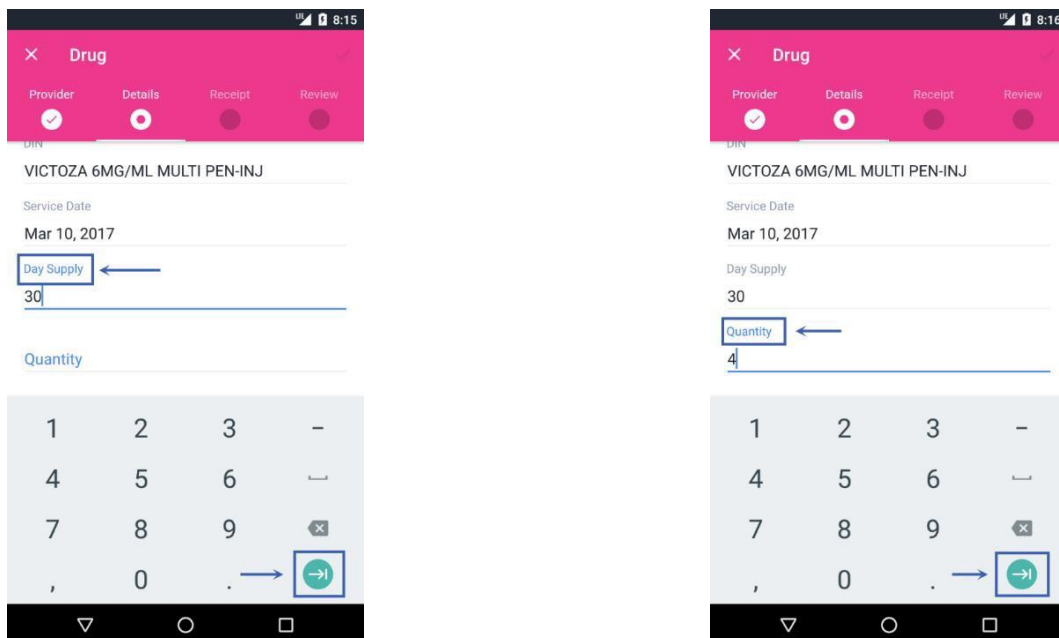 LTE 8:15
Drug
Provider Details Receipt Review
DIN
VICTOZA 6MG/ML MULTI PEN-INJ
Service Date
Mar 10, 2017
Day Supply
30
Quantity
1 2 3 –
4 5 6
7 8 9
, 0 .
LTE 8:16
Drug
Provider Details Receipt Review
DIN
VICTOZA 6MG/ML MULTI PEN-INJ
Service Date
Mar 10, 2017
Day Supply
30
Quantity
4
1 2 3 –
4 5 6
7 8 9
, 0 .